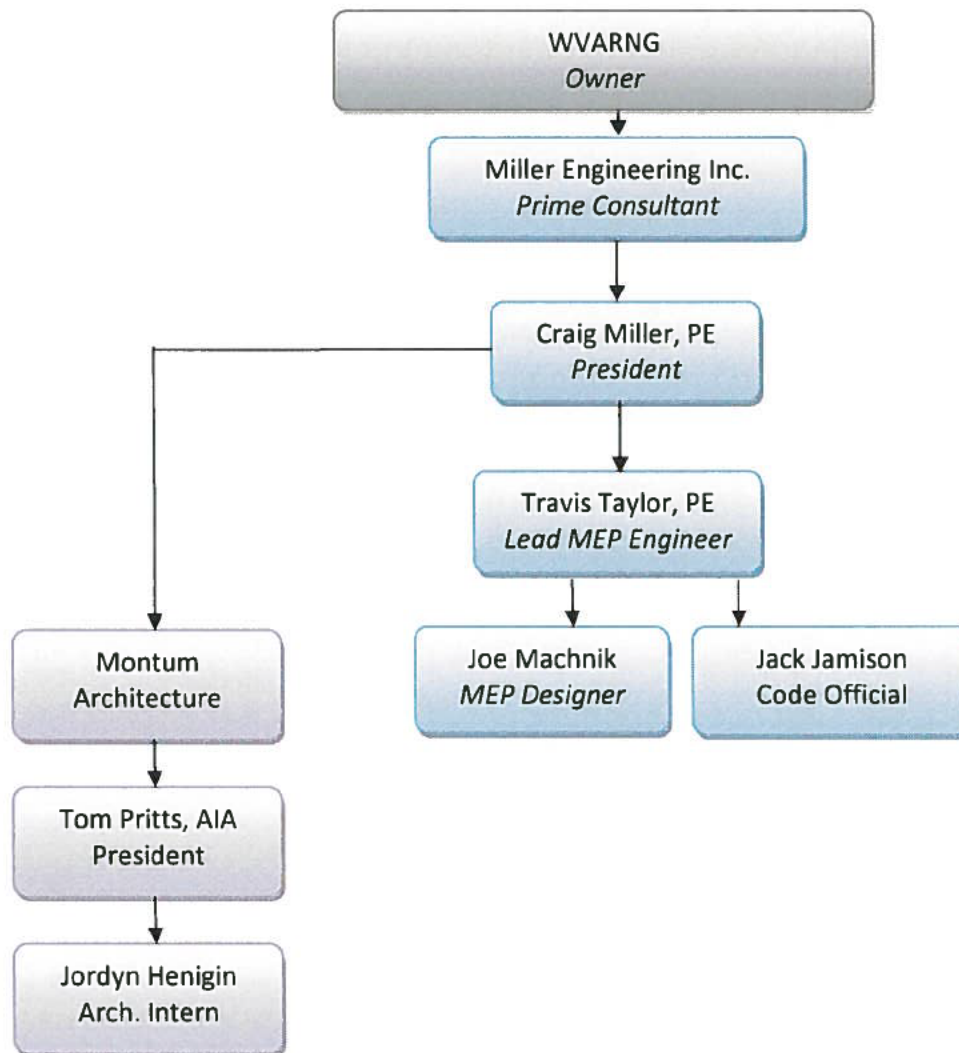 WVARNG
Owner
Miller Engineering Inc.
Prime Consultant
Craig Miller, PE
President
Travis Taylor, PE
Lead MEP Engineer
Joe Machnik
MEP Designer
Jack Jamison
Code Official
Montum
Architecture
Tom Pritts, AIA
President
Jordyn Henigin
Arch. Intern